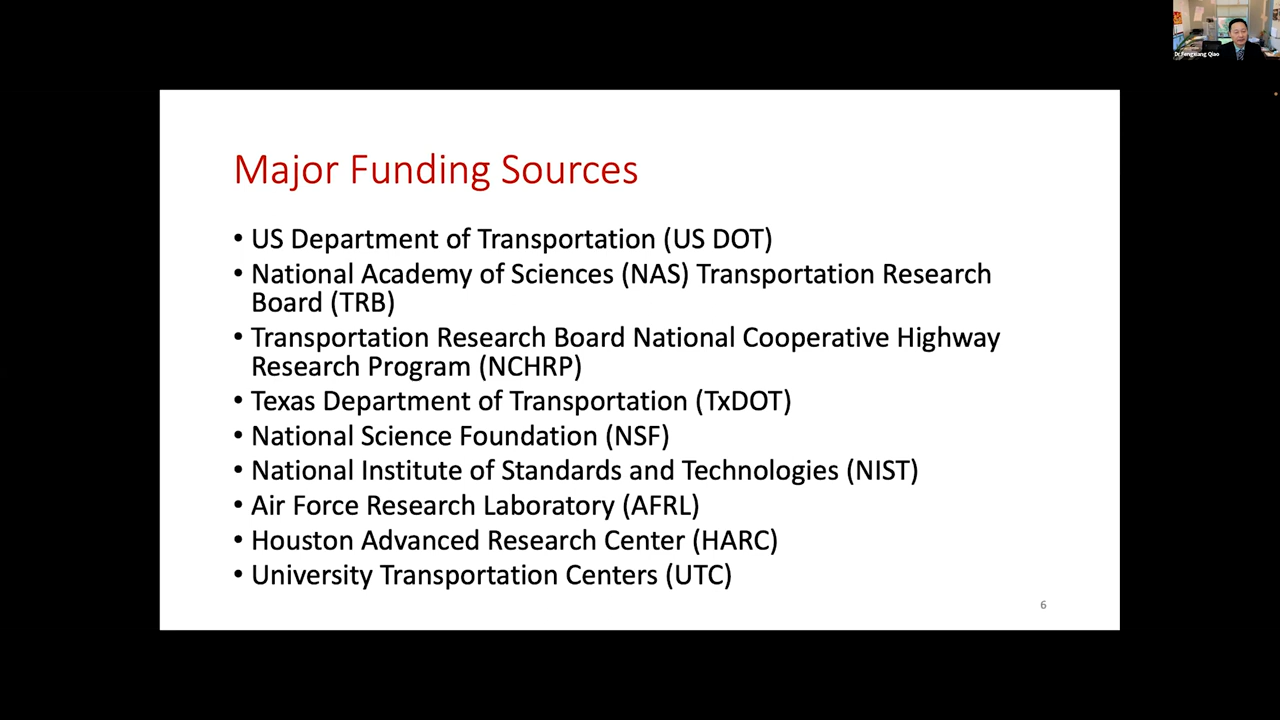 Dr Fengxiang Qiao
Major Funding Sources
• US Department of Transportation (US DOT)
• National Academy of Sciences (NAS) Transportation Research
Board (TRB)
• Transportation Research Board National Cooperative Highway
Research Program (NCHRP)
• Texas Department of Transportation (TxDOT)
• National Science Foundation (NSF)
• National Institute of Standards and Technologies (NIST)
• Air Force Research Laboratory (AFRL)
• Houston Advanced Research Center (HARC)
• University Transportation Centers (UTC)
6